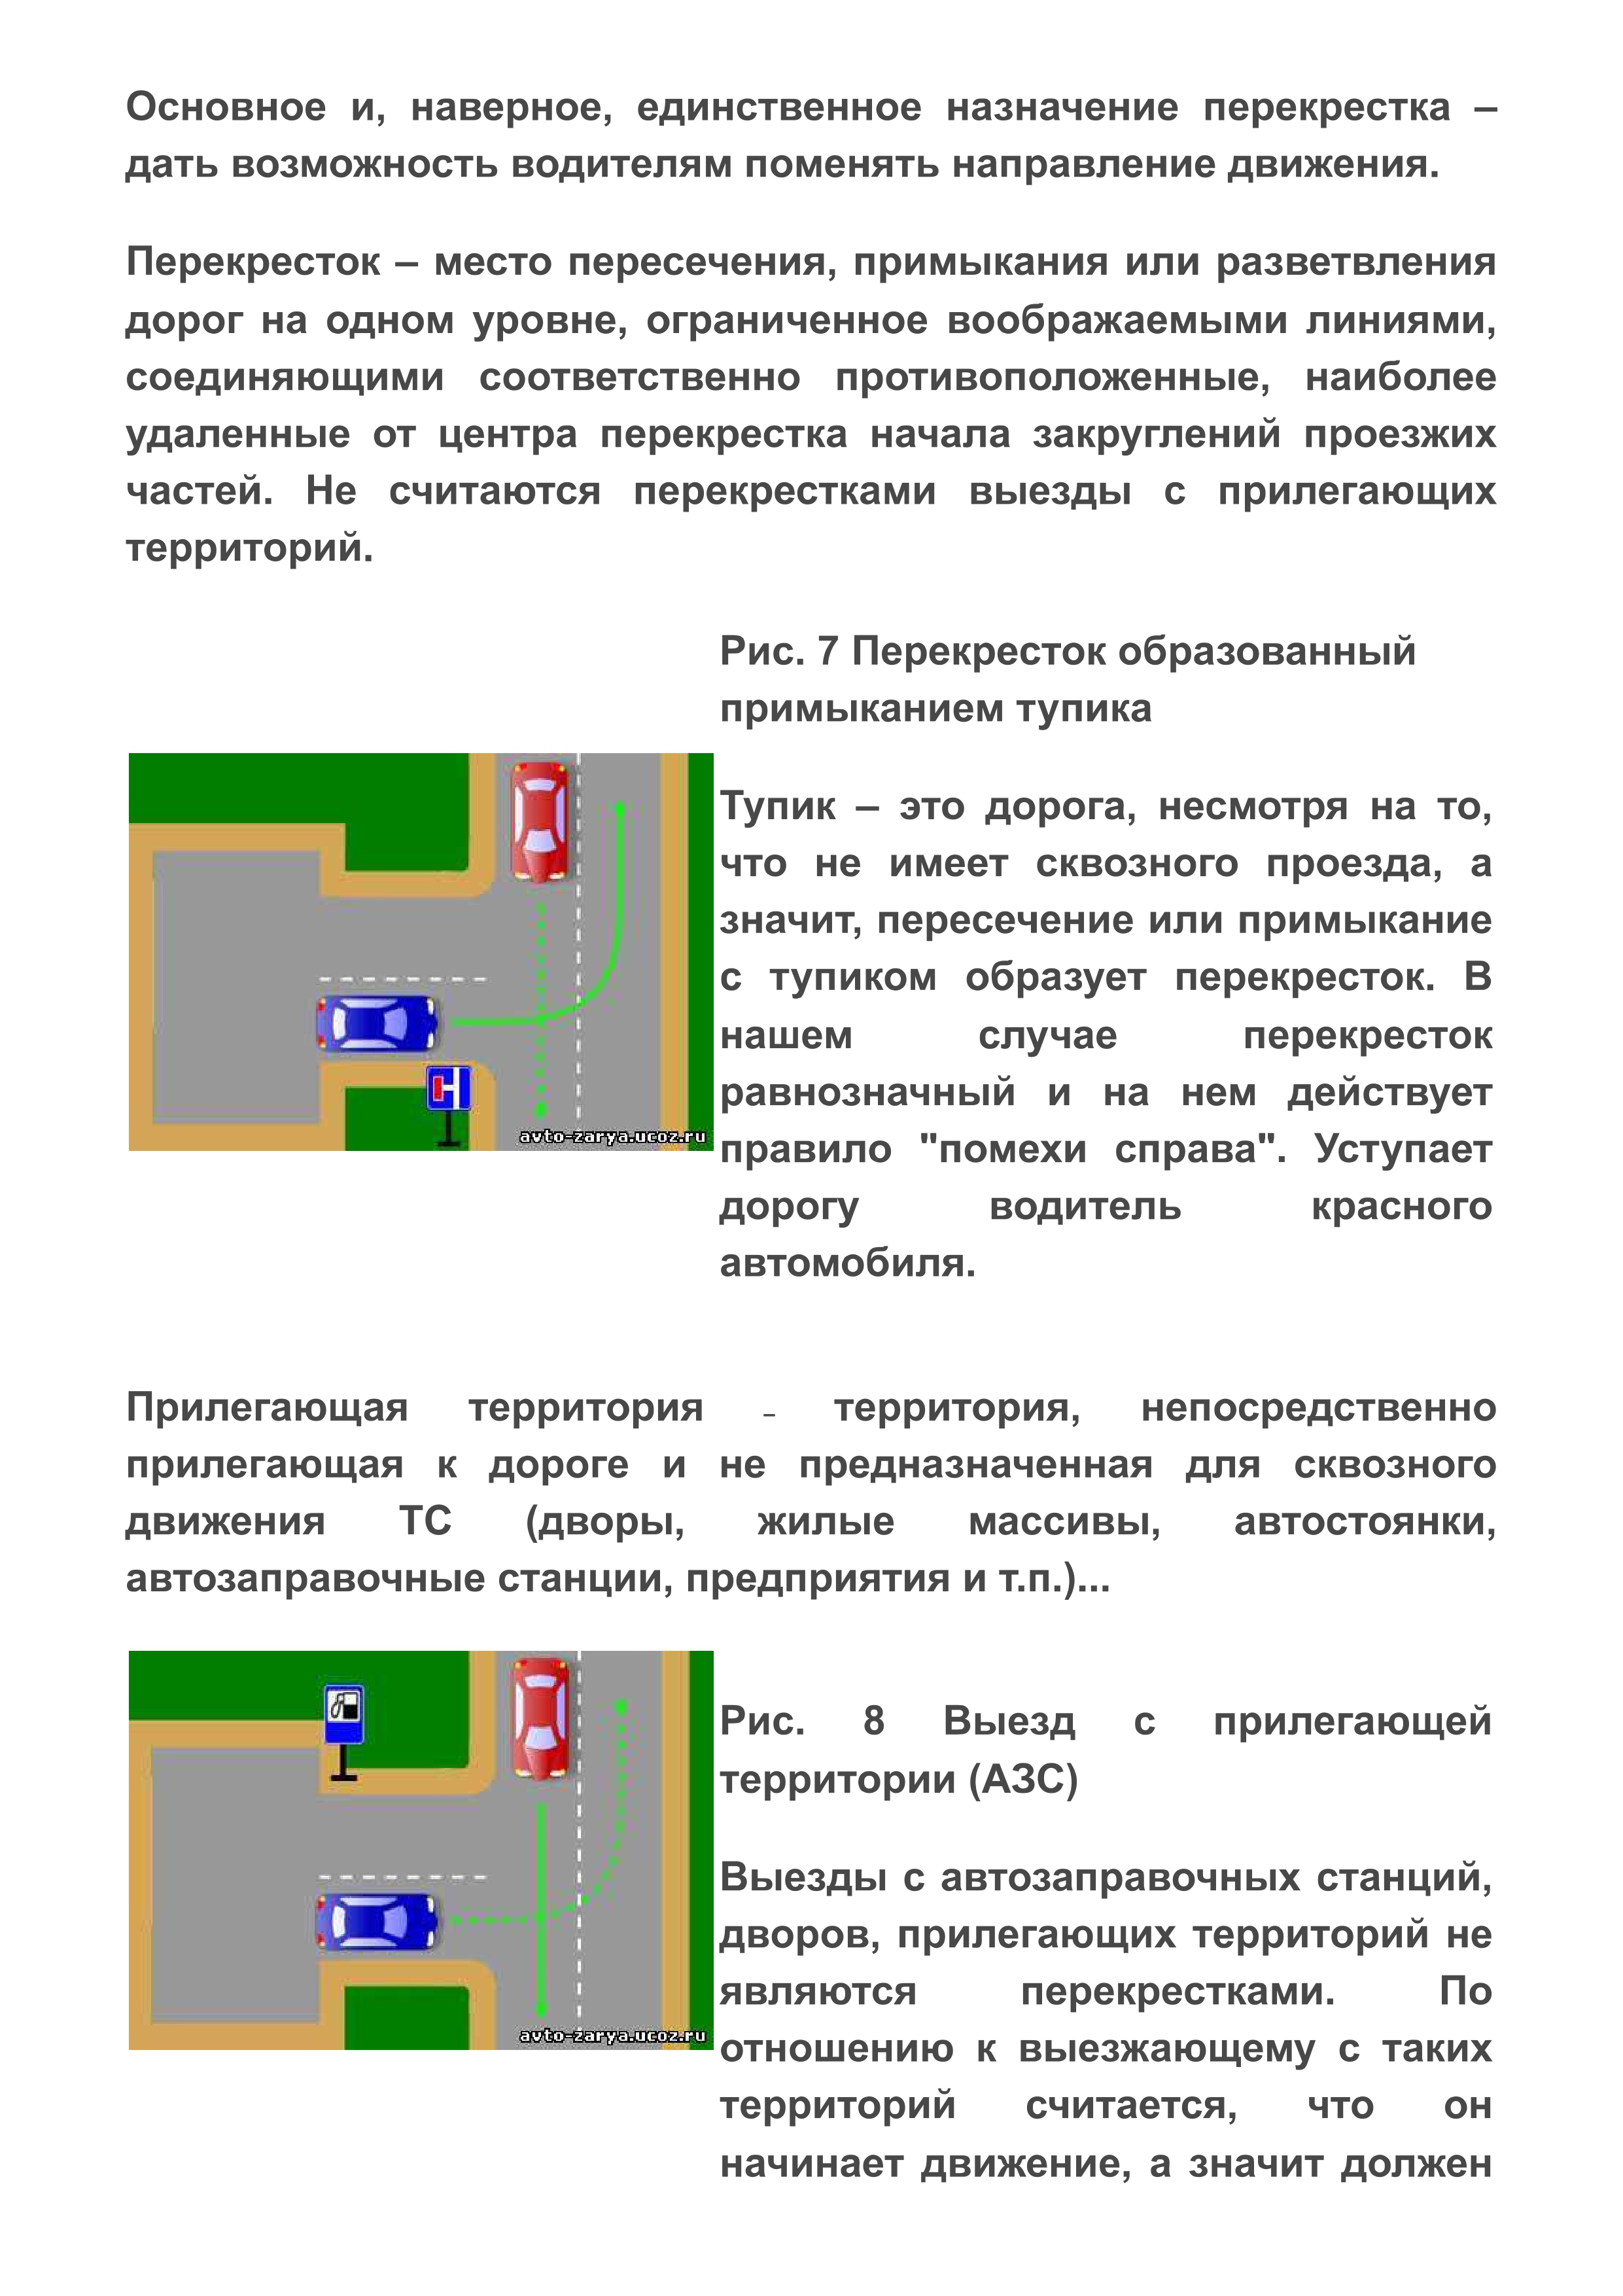 Основное и, наверное, единственное назначение перекрестка –
дать возможность водителям поменять направление движения.
Перекресток – место пересечения, примыкания или разветвления
дорог на одном уровне, ограниченное воображаемыми линиями,
соединяющими соответственно противоположенные, наиболее
удаленные от центра перекрестка начала закруглений проезжих
частей. Не считаются перекрестками выезды с прилегающих
территорий.
Рис. 7 Перекресток образованный
примыканием тупика
Тупик – это дорога, несмотря на то,
что не имеет сквозного проезда, а
значит, пересечение или примыкание
с тупиком образует перекресток. В
нашем случае перекресток
равнозначный и на нем действует
правило "помехи справа". Уступает
дорогу водитель красного
автомобиля.
avto-zarya.ucoz.ru
Прилегающая территория - территория, непосредственно
прилегающая к дороге и не предназначенная для сквозного
движения ТС (дворы, жилые массивы, автостоянки,
автозаправочные станции, предприятия и т.п.)...
Рис. 8 Выезд с прилегающей
территории (АЗС)
Выезды с автозаправочных станций,
дворов, прилегающих территорий не
являются перекрестками. По
отношению к выезжающему с таких
территорий считается, что он
начинает движение, а значит должен
avto-zarya.ucoz.ru